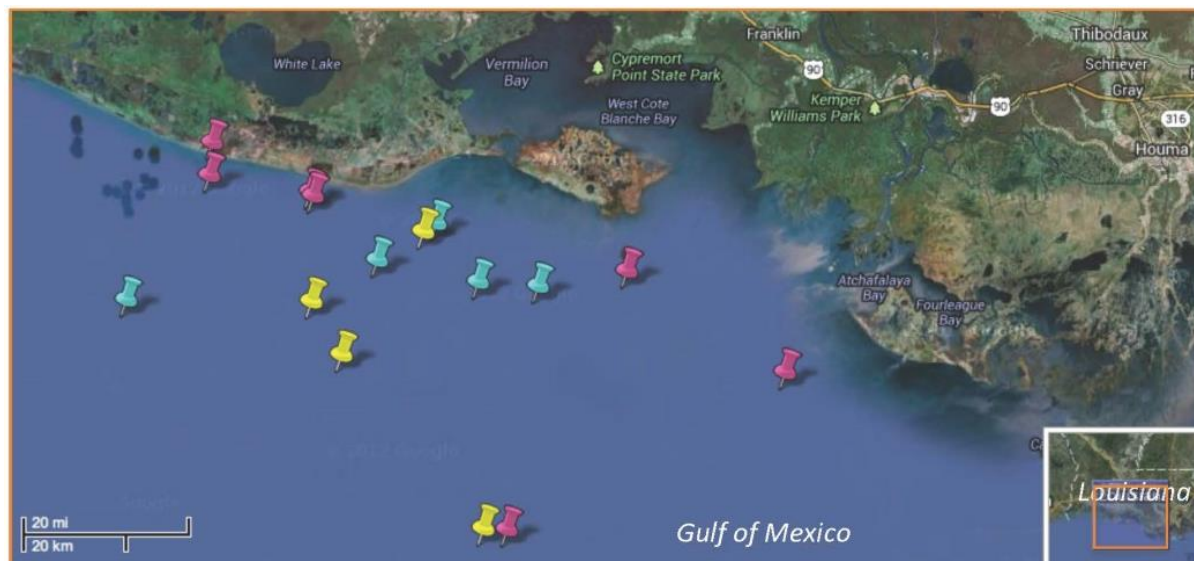 Franklin
Thibodaux
White Lake
Vermilion
Bay
Cypremort
Point State Park
90
Schriever
Gray
West Cote
Blanche Bay
Kemper
Williams Park
90
316
Houma
Atchafalaya
Bay
Fourleague
Bay
20 mi
20 km
Gulf of Mexico
Louisiana